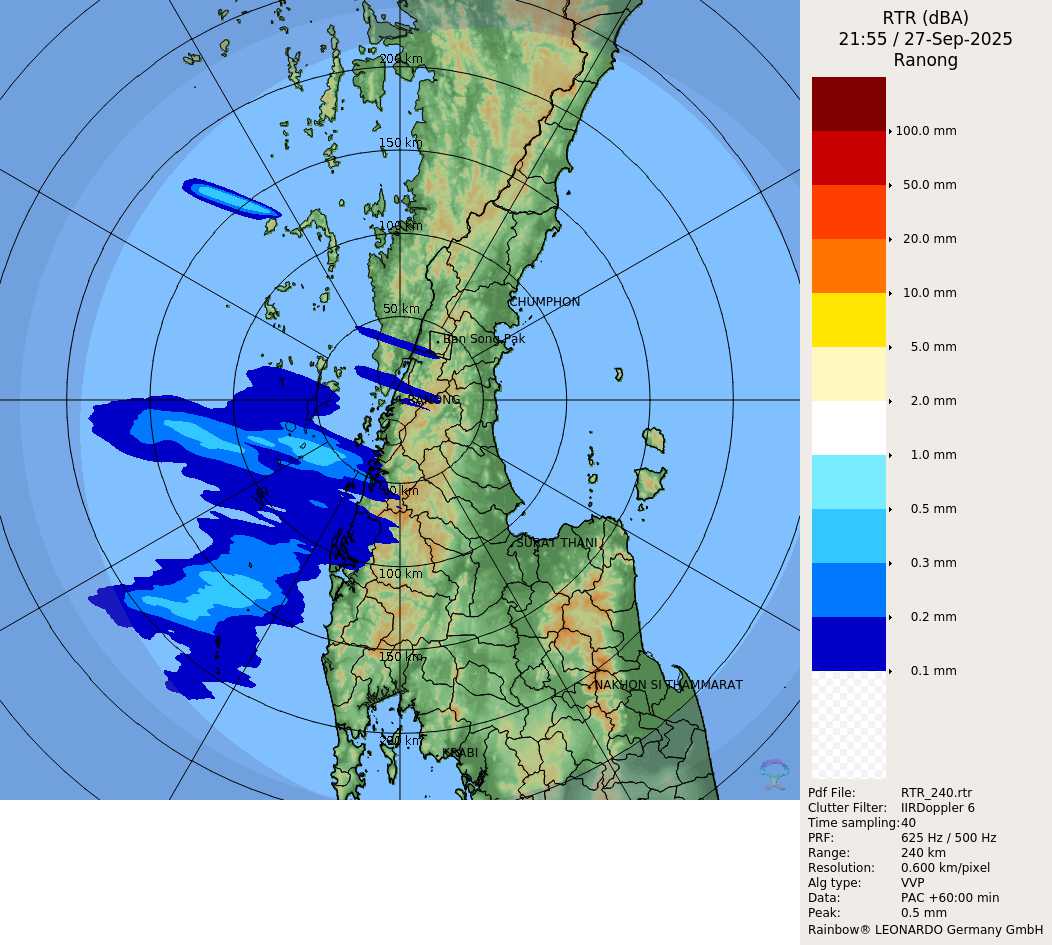 RTR (dBA)
21:55 / 27-Sep-2025
Ranong
200 km
150 km
100 km
50 km
CHUMPHON
Ban Song Pak
RANONG
100 km
SURAT THANI
150 km
NAKHON SI THAMMARAT
200 km
KRABI
100.0 mm
50.0 mm
20.0 mm
10.0 mm
5.0 mm
2.0 mm
1.0 mm
0.5 mm
0.3 mm
0.2 mm
0.1 mm
Pdf File: RTR_240.rtr
Clutter Filter: IIRDoppler 6
Time sampling: 40
PRF: 625 Hz / 500 Hz
Range: 240 km
Resolution: 0.600 km/pixel
Alg type: VVP
Data: PAC +60:00 min
Peak: 0.5 mm
Rainbow® LEONARDO Germany GmbH